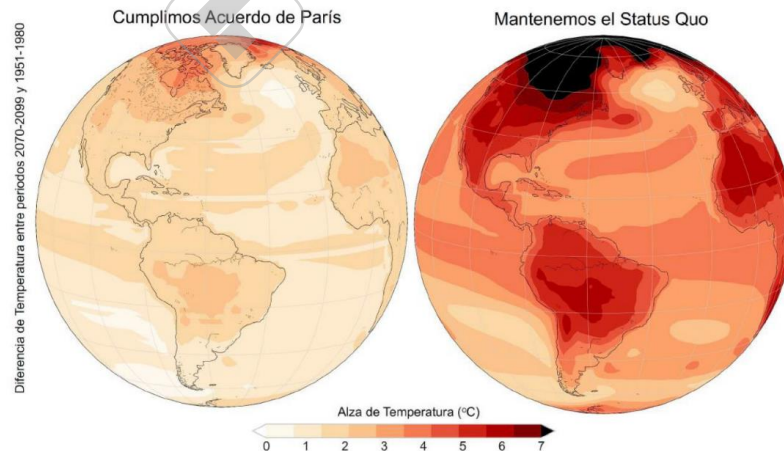 Cumplimos Acuerdo de París
Mantenemos el Status Quo
Diferencia de Temperatura entre periodos 2070-2099 y 1951-1980
Alza de Temperatura (°C)
0 1 2 3 4 5 6 7